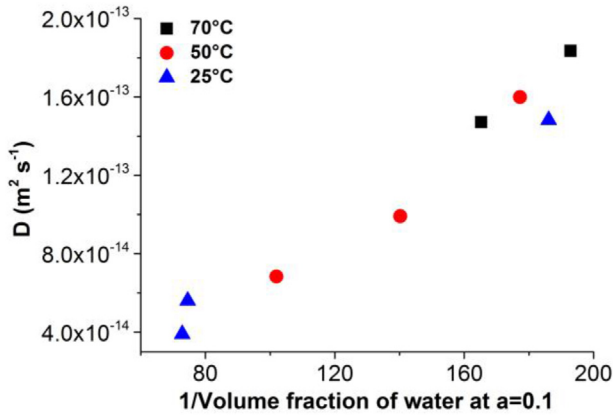 2.0x10⁻¹³
1.6x10⁻¹³
1.2x10⁻¹³
8.0x10⁻¹⁴
4.0x10⁻¹⁴
D (m² s⁻¹)
70°C
50°C
25°C
80 120 160 200
1/Volume fraction of water at a=0.1